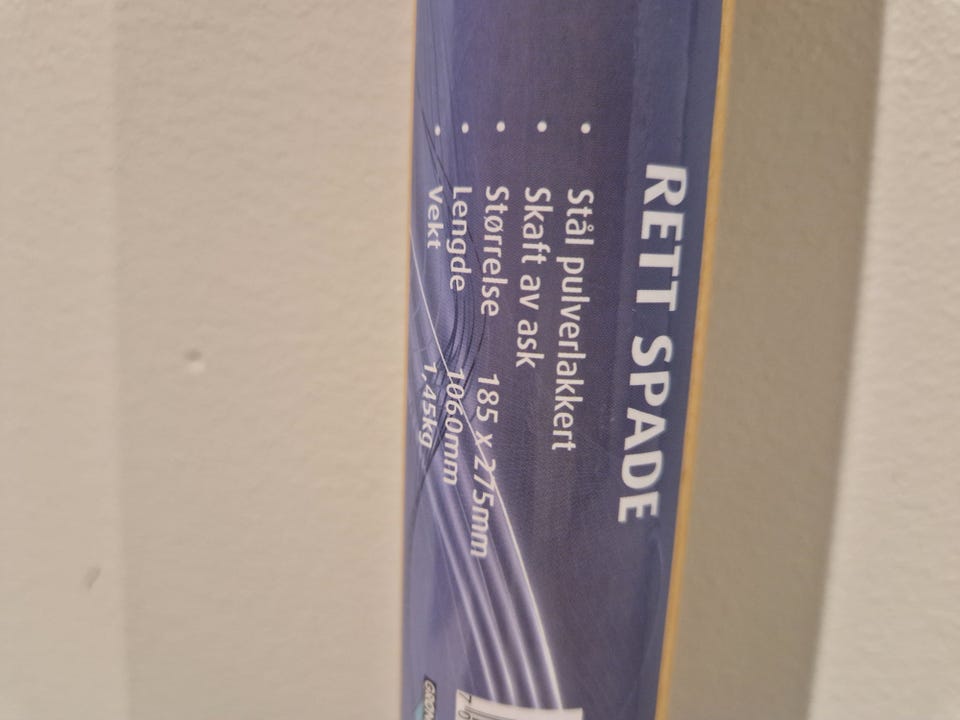 RETT SPADE
• Stål pulverlakkert
• Skaft av ask
• Størrelse 185 x 275mm
• Lengde 1060mm
• Vekt 1,45kg